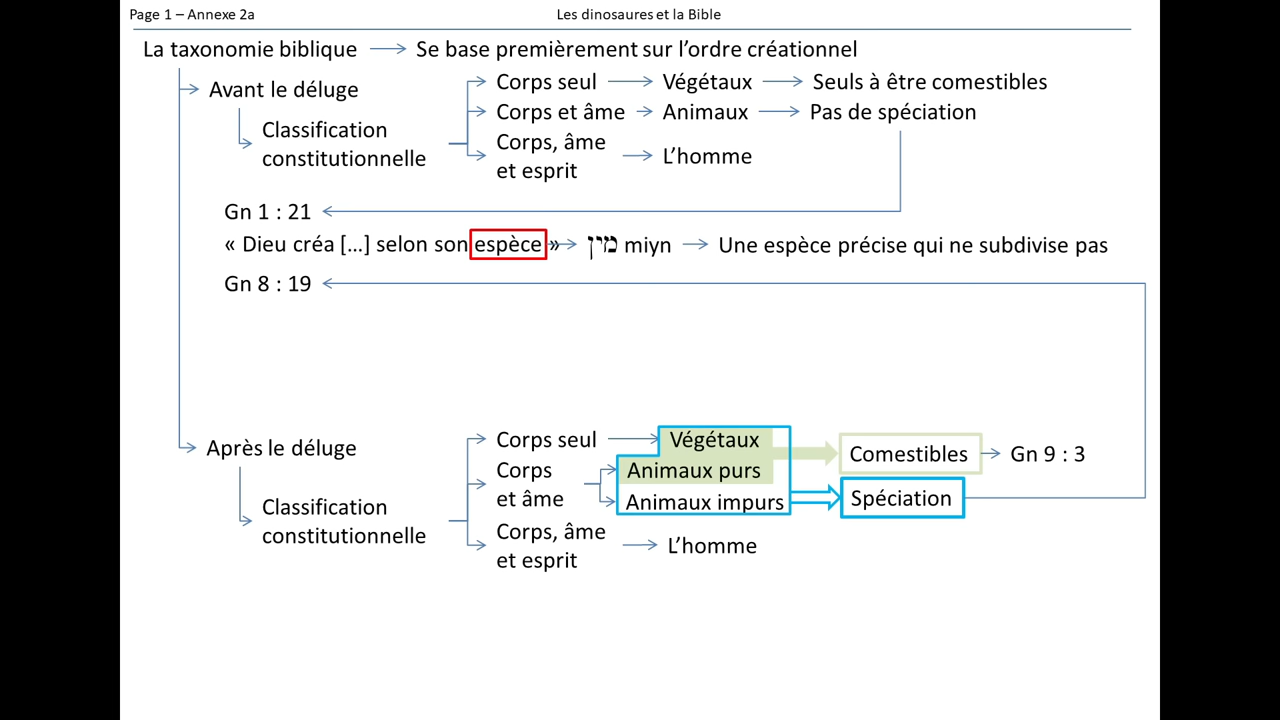 Page 1 – Annexe 2a Les dinosaures et la Bible
La taxonomie biblique Se base premièrement sur l'ordre créationnel
Avant le déluge
Classification
constitutionnelle
Corps seul Végétaux Seuls à être comestibles
Corps et âme Animaux Pas de spéciation
Corps, âme
et esprit L'homme
Gn 1 : 21
« Dieu créa […] selon son espèce » מין miyn Une espèce précise qui ne subdivise pas
Gn 8 : 19
Après le déluge
Classification
constitutionnelle
Corps seul Végétaux
Corps
et âme
Animaux purs
Animaux impurs
Comestibles Gn 9 : 3
Spéciation
Corps, âme
et esprit L'homme